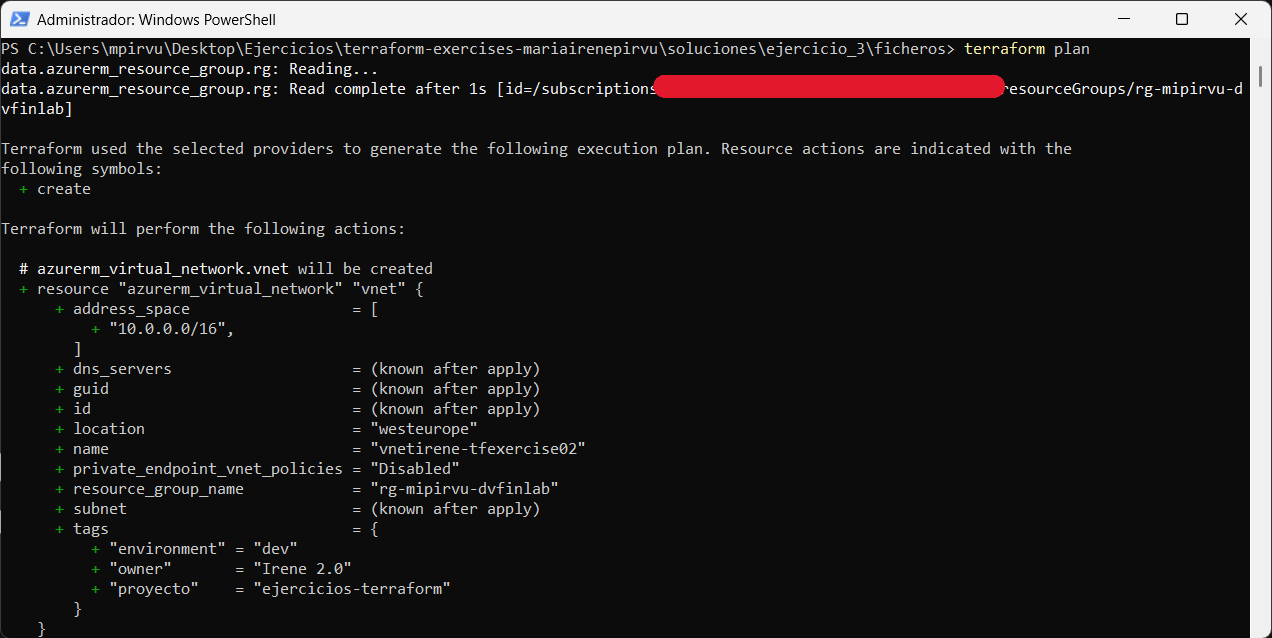 Administrador: Windows PowerShell
PS C:\Users\mpirvu\Desktop\Ejercicios\terraform-exercises-mariairenepirvu\soluciones\ejercicio_3\ficheros> terraform plan
data.azurerm_resource_group.rg: Reading...
data.azurerm_resource_group.rg: Read complete after 1s [id=/subscriptions resourceGroups/rg-mipirvu-d
vfinlab]
Terraform used the selected providers to generate the following execution plan. Resource actions are indicated with the
following symbols:
  + create
Terraform will perform the following actions:
  # azurerm_virtual_network.vnet will be created
  + resource "azurerm_virtual_network" "vnet" {
      + address_space                  = [
          + "10.0.0.0/16",
        ]
      + dns_servers                    = (known after apply)
      + guid                           = (known after apply)
      + id                             = (known after apply)
      + location                       = "westeurope"
      + name                           = "vnetirene-tfexercise02"
      + private_endpoint_vnet_policies = "Disabled"
      + resource_group_name            = "rg-mipirvu-dvfinlab"
      + subnet                         = (known after apply)
      + tags                           = {
          + "environment" = "dev"
          + "owner"       = "Irene 2.0"
          + "proyecto"    = "ejercicios-terraform"
        }
    }